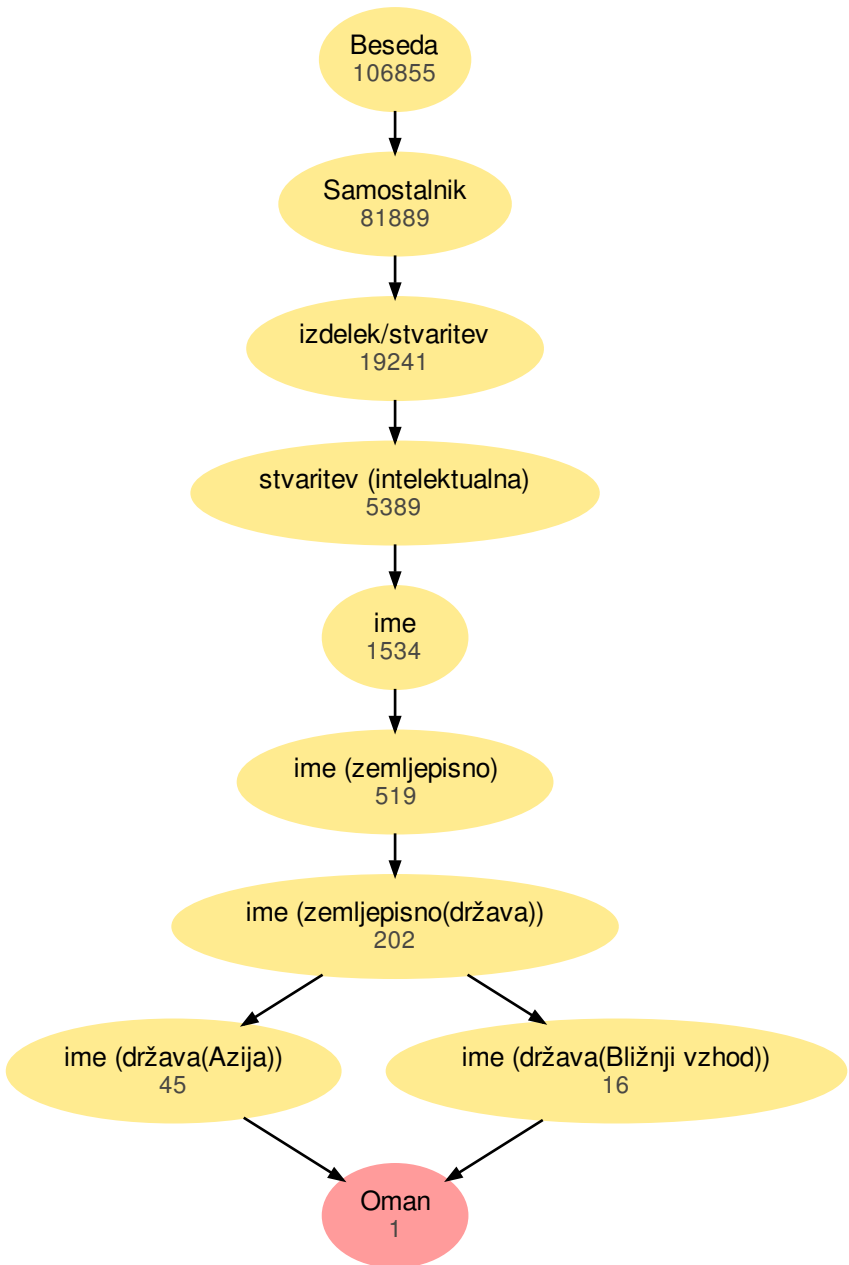 Beseda
106855
Samostalnik
81889
izdelek/stvaritev
19241
stvaritev (intelektualna)
5389
ime
1534
ime (zemljepisno)
519
ime (zemljepisno(država))
202
ime (država(Azija))
45
ime (država(Bližnji vzhod))
16
Oman
1